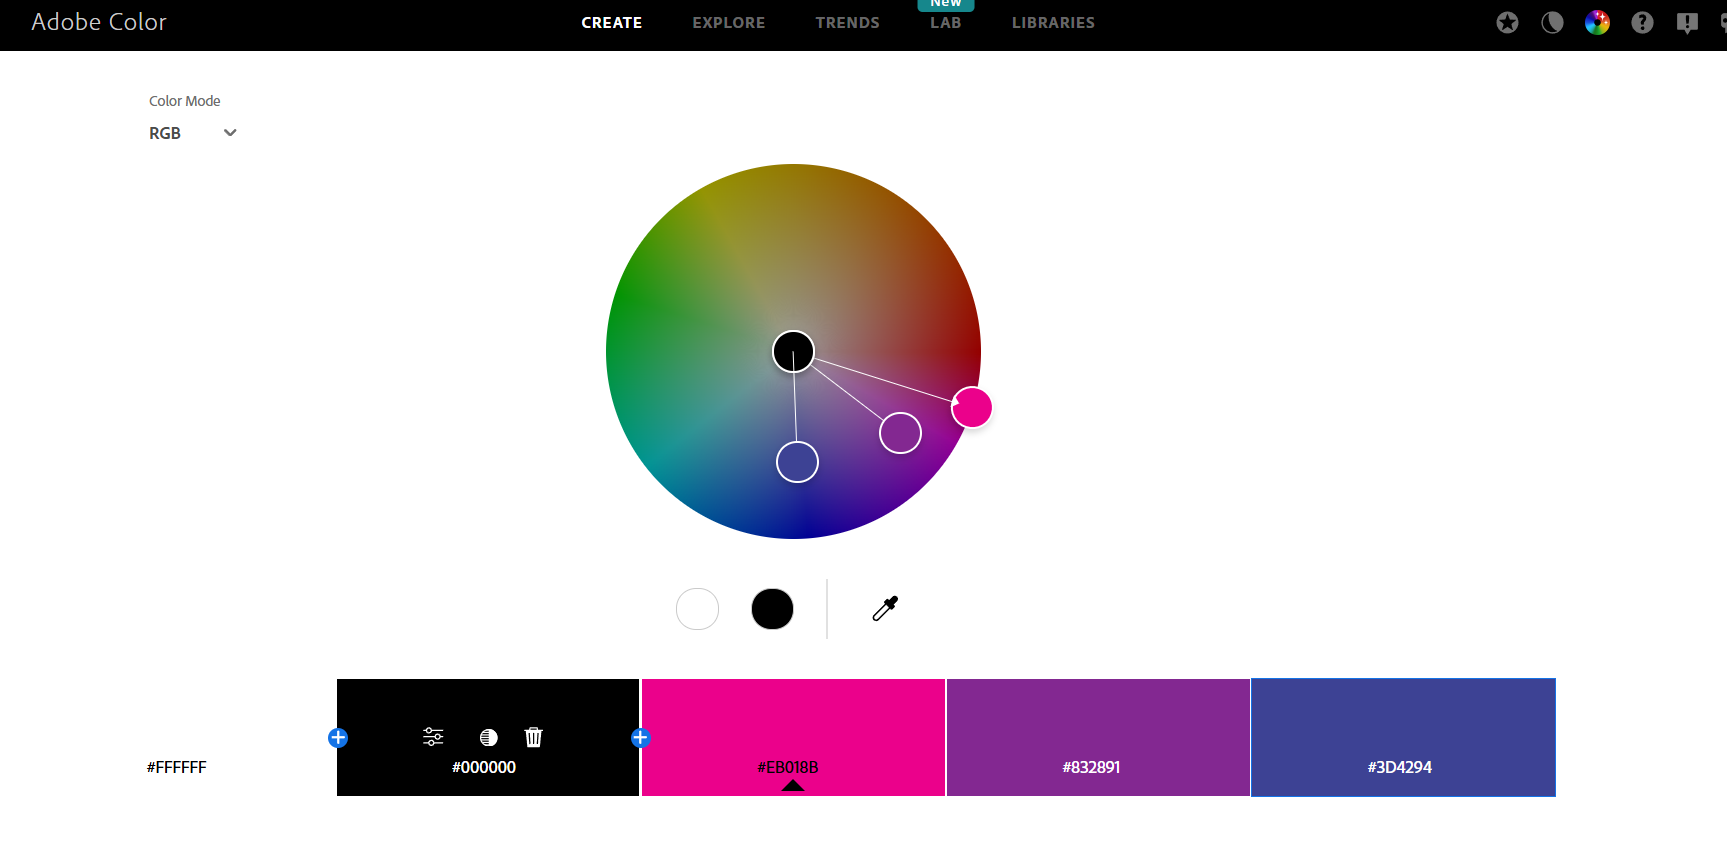 Adobe Color
CREATE
EXPLORE
TRENDS
New
LAB
LIBRARIES
Color Mode
RGB
#FFFFFF
#000000
#EB018B
#832891
#3D4294